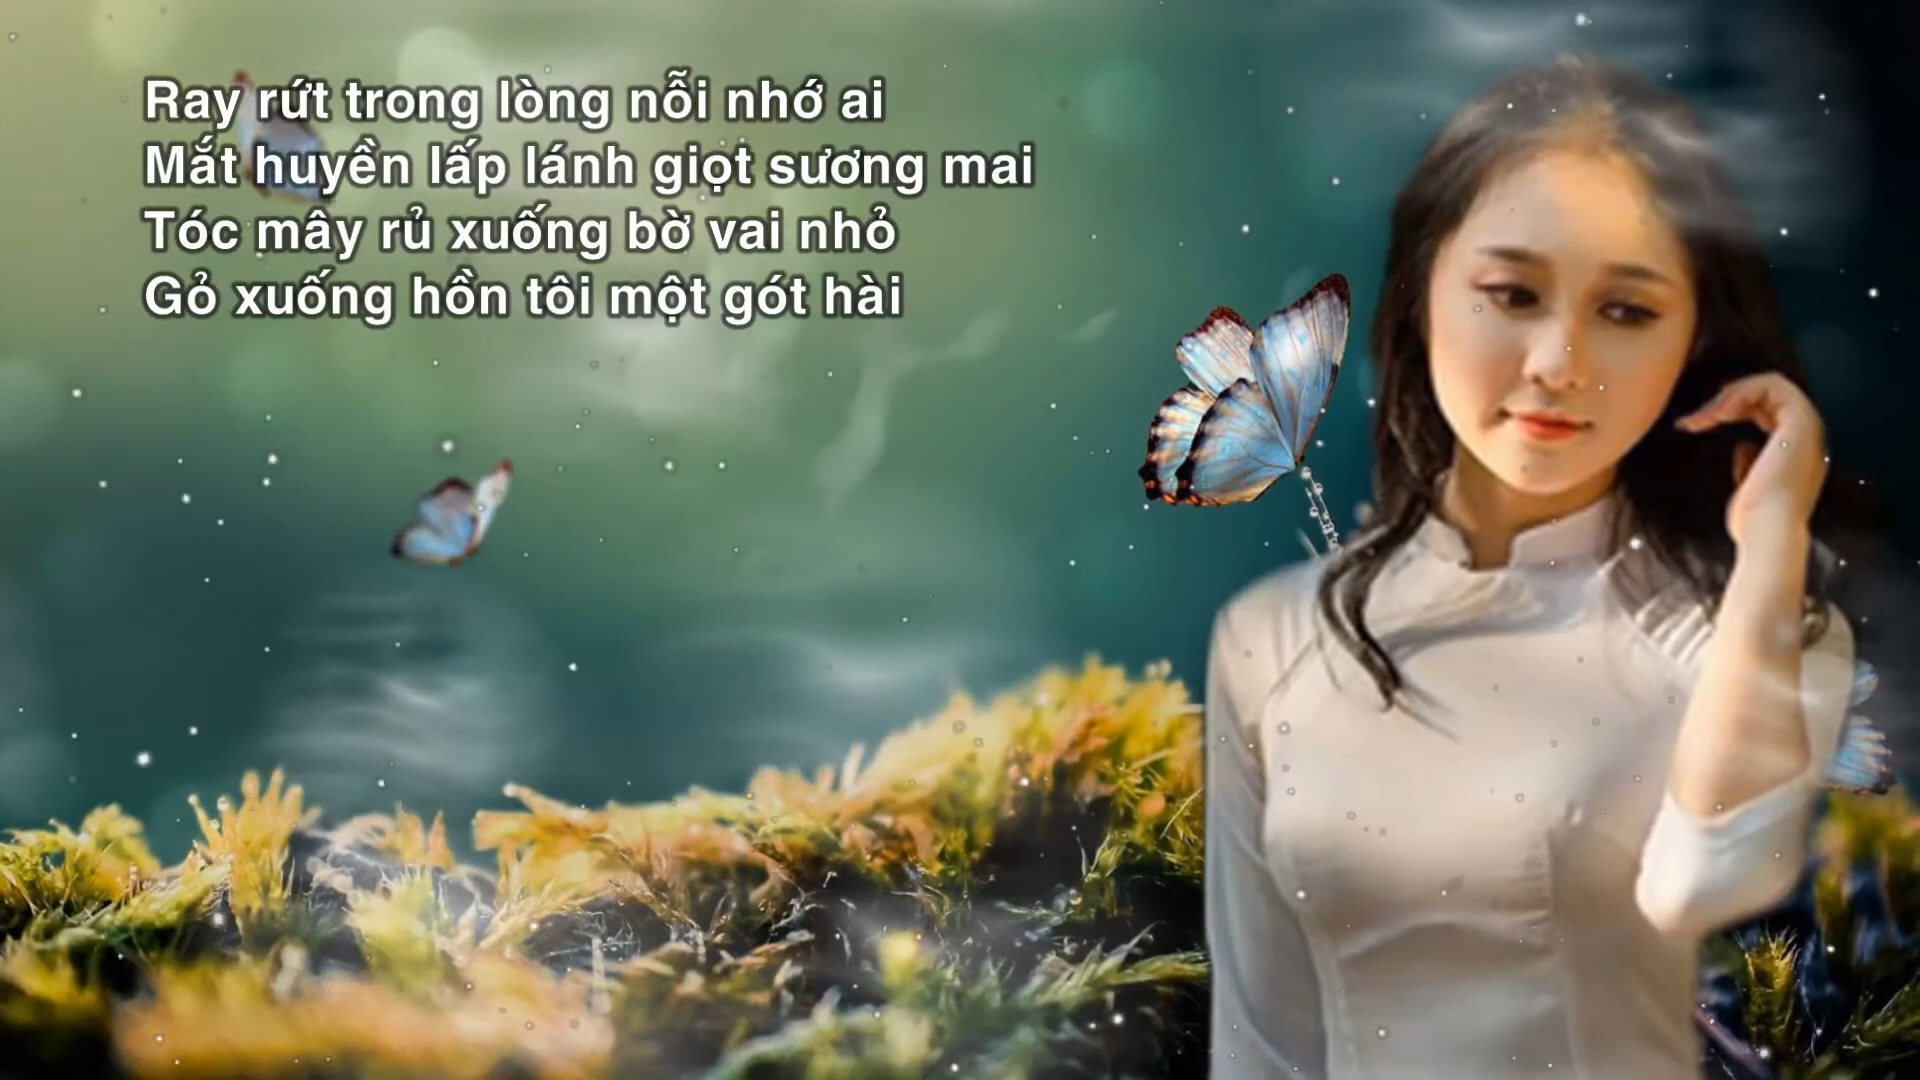 Ray rứt trong lòng nỗi nhớ ai
Mắt huyền lấp lánh giọt sương mai
Tóc mây rủ xuống bờ vai nhỏ
Gỏ xuống hồn tôi một gót hài